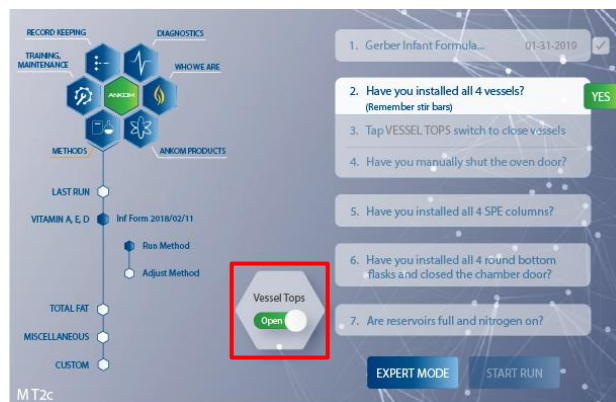 RECORD KEEPING
DIAGNOSTICS
TRAINING,
MAINTENANCE
WHO WE ARE
ANKOM
METHODS
ANKOM PRODUCTS
LAST RUN
VITAMIN A, E, D
Inf Form 2018/02/11
Run Method
Adjust Method
TOTAL FAT
MISCELLANEOUS
CUSTOM
MT2c
Vessel Tops
Open
1. Gerber Infant Formula... 01-31-2019
2. Have you installed all 4 vessels?
(Remember stir bars)
YES
3. Tap VESSEL TOPS switch to close vessels
4. Have you manually shut the oven door?
5. Have you installed all 4 SPE columns?
6. Have you installed all 4 round bottom
flasks and closed the chamber door?
7. Are reservoirs full and nitrogen on?
EXPERT MODE
START RUN